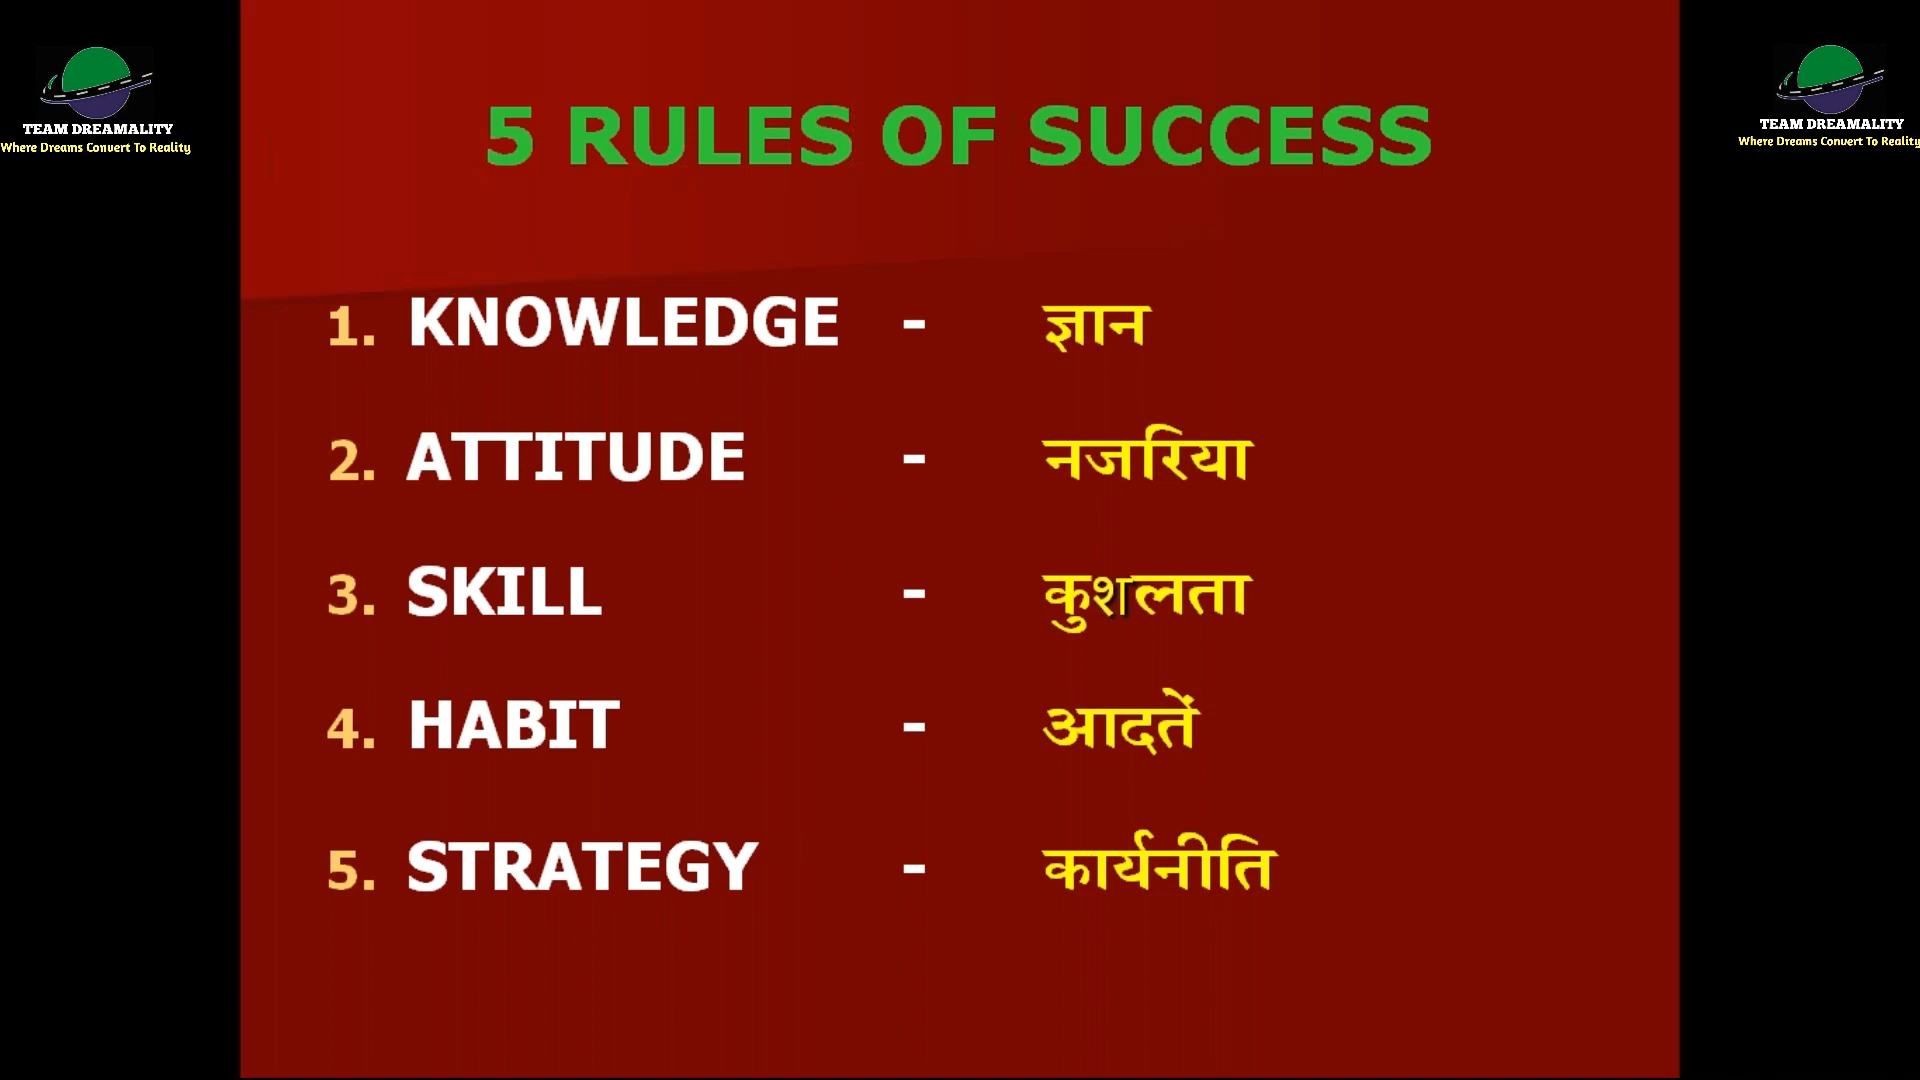 TEAM DREAMALITY
Where Dreams Convert To Reality
TEAM DREAMALITY
Where Dreams Convert To Reality
5 RULES OF SUCCESS
1. KNOWLEDGE - ज्ञान
2. ATTITUDE - नजरिया
3. SKILL - कुशलता
4. HABIT - आदतें
5. STRATEGY - कार्यनीति